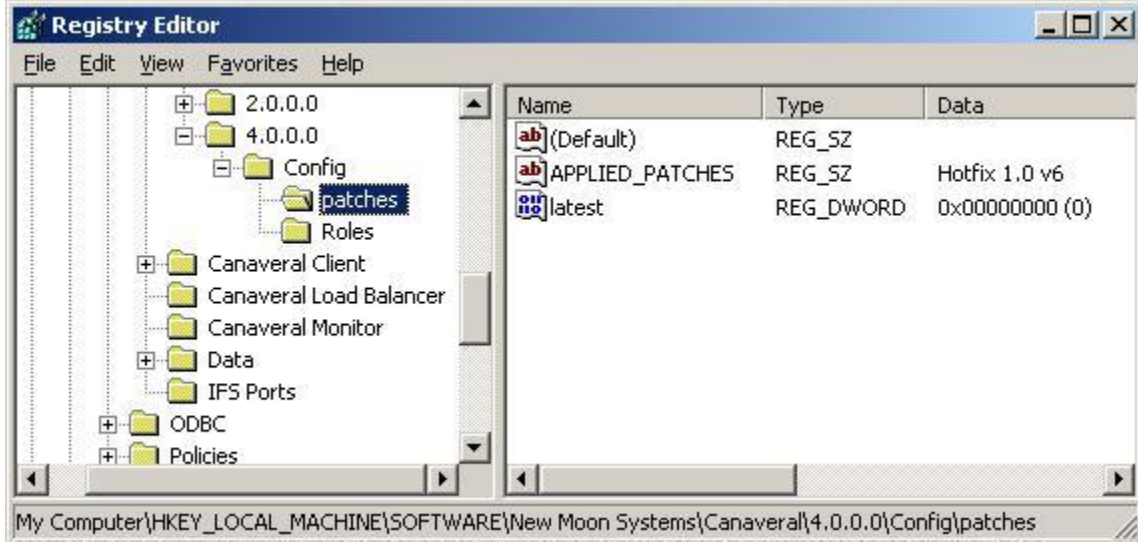 Registry Editor
File Edit View Favorites Help
2.0.0.0
4.0.0.0
Config
patches
Roles
Canaveral Client
Canaveral Load Balancer
Canaveral Monitor
Data
IFS Ports
ODBC
Policies
Name Type Data
(Default) REG_SZ
APPLIED_PATCHES REG_SZ Hotfix 1.0 v6
latest REG_DWORD 0x00000000 (0)
My Computer\HKEY_LOCAL_MACHINE\SOFTWARE\New Moon Systems\Canaveral\4.0.0.0\Config\patches